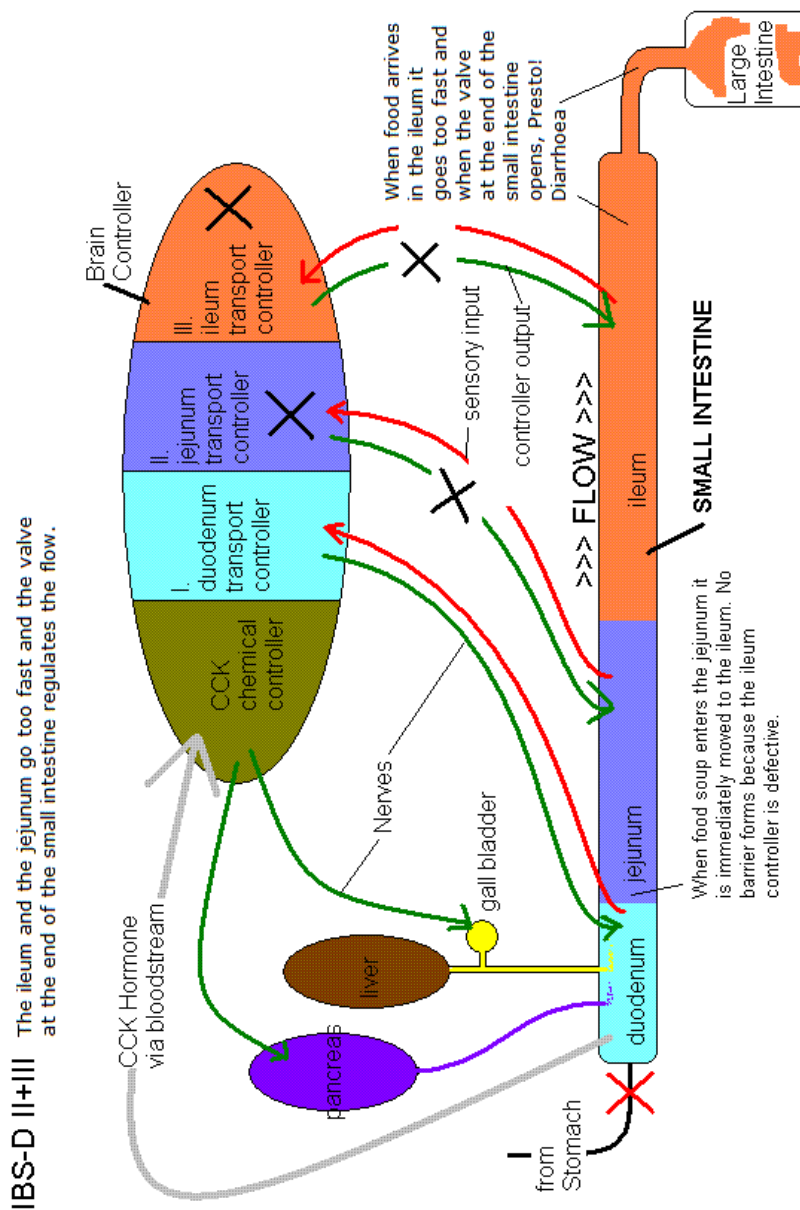 IBS-D II+III
The ileum and the jejunum go too fast and the valve
at the end of the small intestine regulates the flow.
Brain
Controller
CCK Hormone
via bloodstream
CCK
chemical
controller
I.
duodenum
transport
controller
II.
jejunum
transport
controller
III.
ileum
transport
controller
When food arrives
in the ileum it
goes too fast and
when the valve
at the end of the
small intestine
opens, Presto!
Diarrhoea
pancreas
liver
gall bladder
Nerves
sensory input
controller output
>>> FLOW >>>
from
Stomach
duodenum
jejunum
ileum
Large
Intestine
SMALL INTESTINE
When food soup enters the jejunum it
is immediately moved to the ileum. No
barrier forms because the ileum
controller is defective.